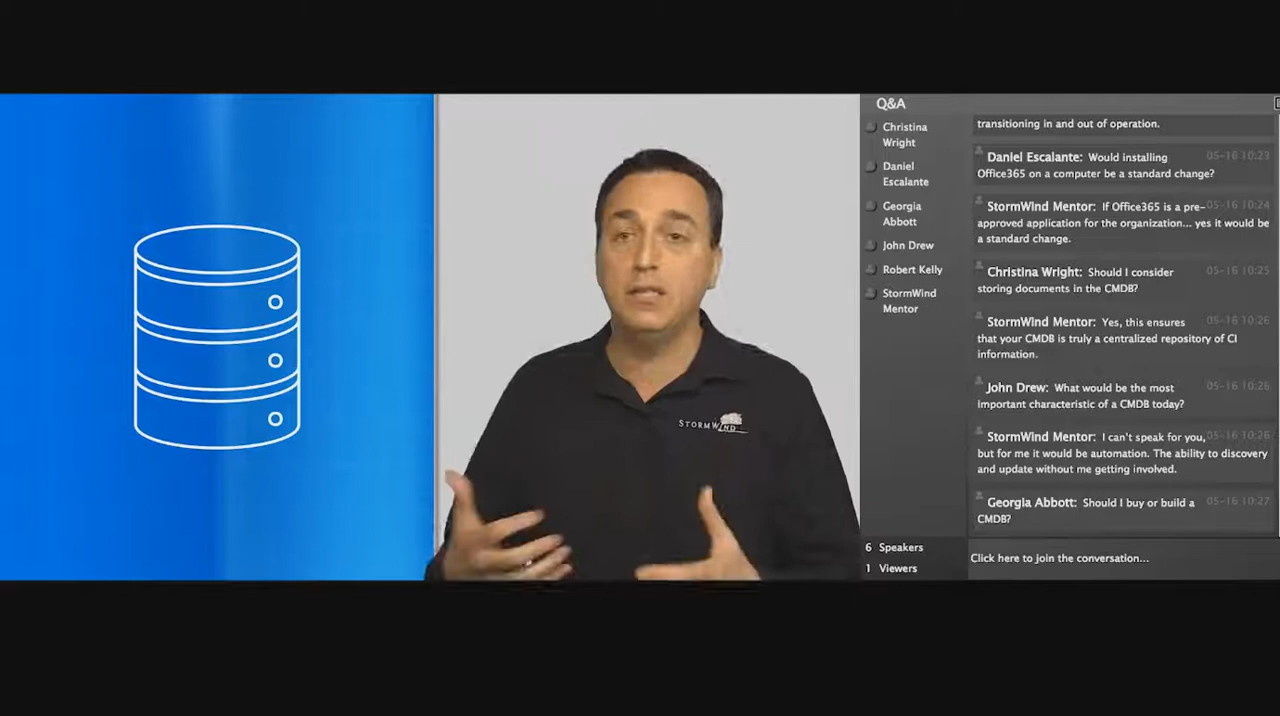 STORMWIND
Q&A
Christina
Wright
Daniel
Escalante
Georgia
Abbott
John Drew
Robert Kelly
StormWind
Mentor
6 Speakers
1 Viewers
transitioning in and out of operation.
Daniel Escalante: Would installing 05-16 10:23
Office365 on a computer be a standard change?
StormWind Mentor: If Office365 is a pre- 05-16 10:24
approved application for the organization... yes it would be
a standard change.
Christina Wright: Should I consider 05-16 10:25
storing documents in the CMDB?
StormWind Mentor: Yes, this ensures 05-16 10:26
that your CMDB is truly a centralized repository of CI
information.
John Drew: What would be the most 05-16 10:26
important characteristic of a CMDB today?
StormWind Mentor: I can't speak for you, 05-16 10:26
but for me it would be automation. The ability to discovery
and update without me getting involved.
Georgia Abbott: Should I buy or build a 05-16 10:27
CMDB?
Click here to join the conversation...